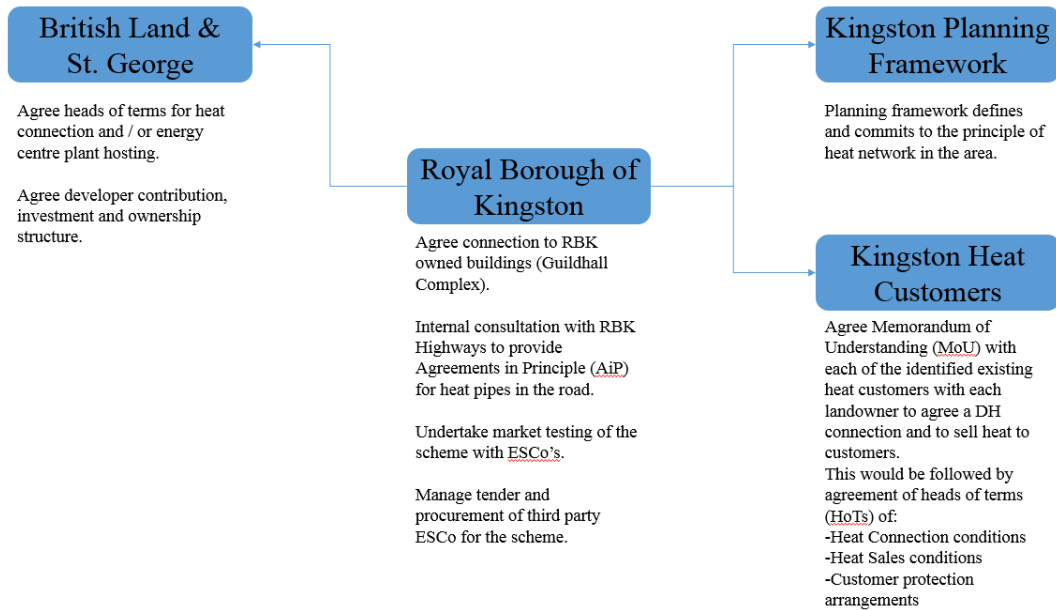 British Land &
St. George
Agree heads of terms for heat
connection and / or energy
centre plant hosting.
Agree developer contribution,
investment and ownership
structure.
Royal Borough of
Kingston
Agree connection to RBK
owned buildings (Guildhall
Complex).
Internal consultation with RBK
Highways to provide
Agreements in Principle (AiP)
for heat pipes in the road.
Undertake market testing of the
scheme with ESCo's.
Manage tender and
procurement of third party
ESCo for the scheme.
Kingston Planning
Framework
Planning framework defines
and commits to the principle of
heat network in the area.
Kingston Heat
Customers
Agree Memorandum of
Understanding (MoU) with
each of the identified existing
heat customers with each
landowner to agree a DH
connection and to sell heat to
customers.
This would be followed by
agreement of heads of terms
(HoTs) of:
-Heat Connection conditions
-Heat Sales conditions
-Customer protection
arrangements